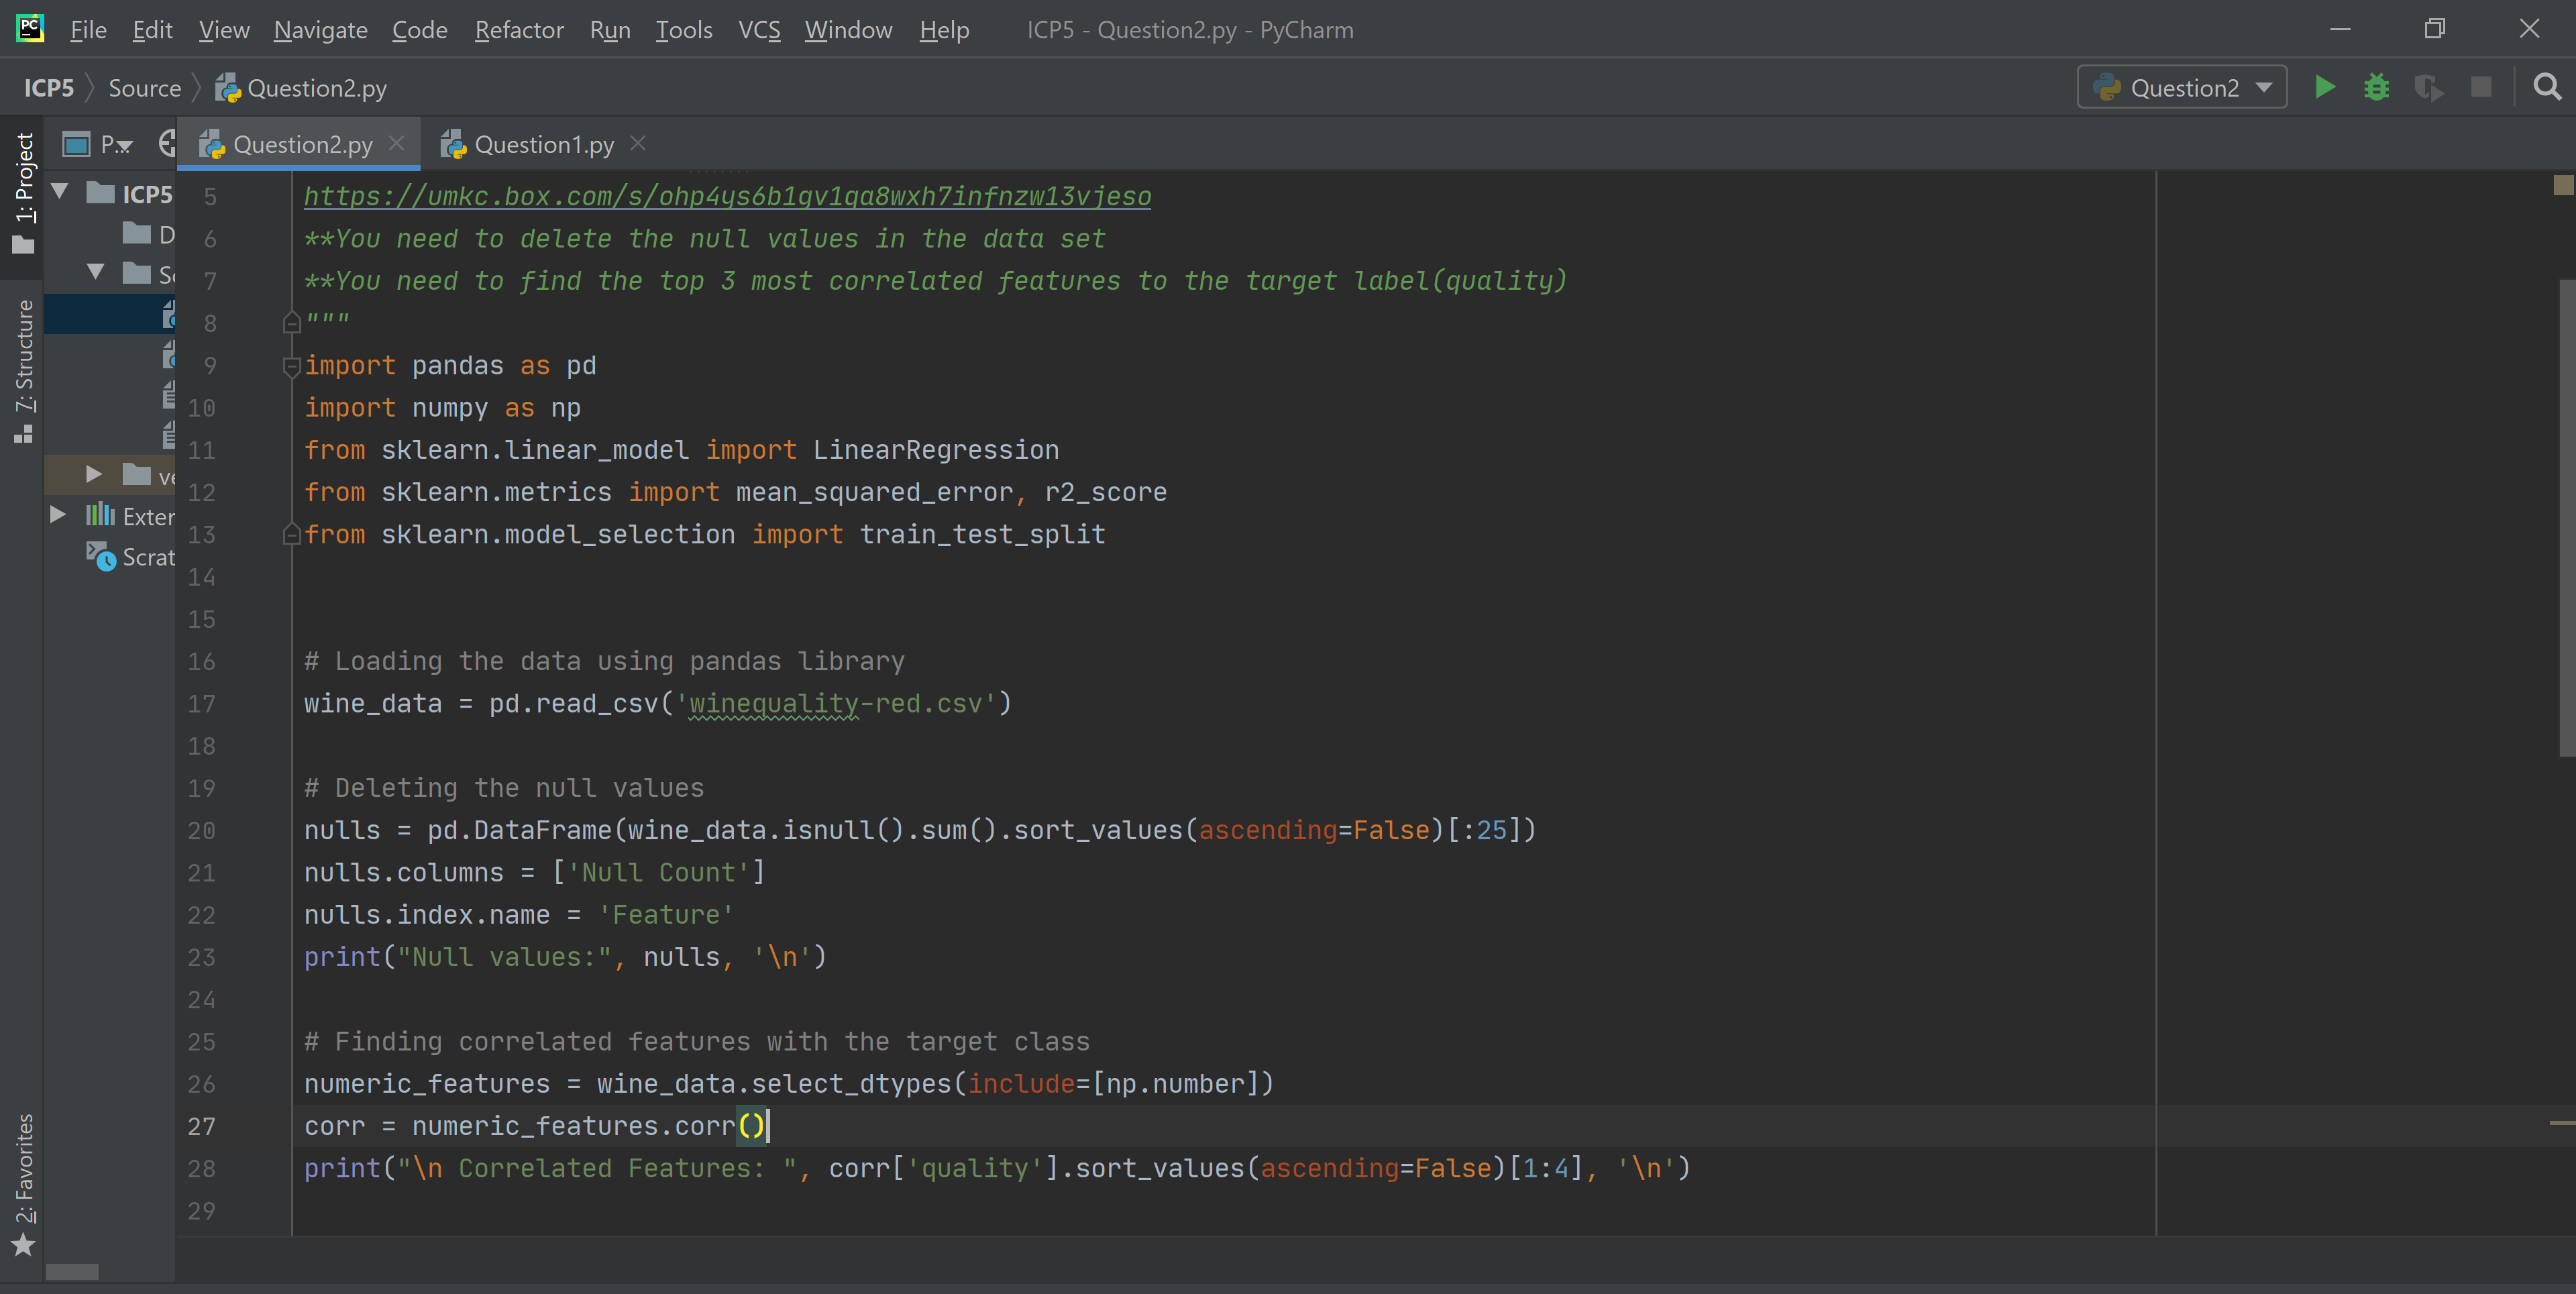 PC File Edit View Navigate Code Refactor Run Tools VCS Window Help ICP5 - Question2.py - PyCharm
ICP5 Source Question2.py Question2
1: Project
P... Question2.py Question1.py
ICP5
D
So
ve
Exter
Scrat
7: Structure
2: Favorites
5 https://umkc.box.com/s/ohp4ys6b1gv1qa8wxh7infnzw13vjeso
6 **You need to delete the null values in the data set
7 **You need to find the top 3 most correlated features to the target label(quality)
8 """
9 import pandas as pd
10 import numpy as np
11 from sklearn.linear_model import LinearRegression
12 from sklearn.metrics import mean_squared_error, r2_score
13 from sklearn.model_selection import train_test_split
14
15
16 # Loading the data using pandas library
17 wine_data = pd.read_csv('winequality-red.csv')
18
19 # Deleting the null values
20 nulls = pd.DataFrame(wine_data.isnull().sum().sort_values(ascending=False)[:25])
21 nulls.columns = ['Null Count']
22 nulls.index.name = 'Feature'
23 print("Null values:", nulls, '\n')
24
25 # Finding correlated features with the target class
26 numeric_features = wine_data.select_dtypes(include=[np.number])
27 corr = numeric_features.corr()
28 print("\n Correlated Features: ", corr['quality'].sort_values(ascending=False)[1:4], '\n')
29